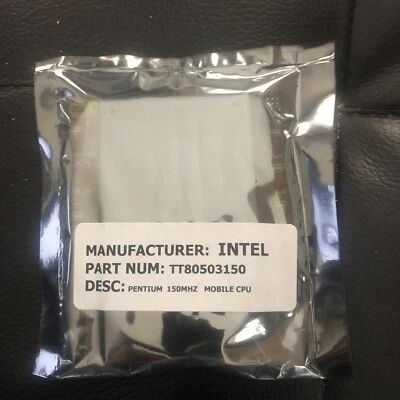 MANUFACTURER: INTEL
PART NUM: TT80503150
DESC: PENTIUM 150MHZ MOBILE CPU